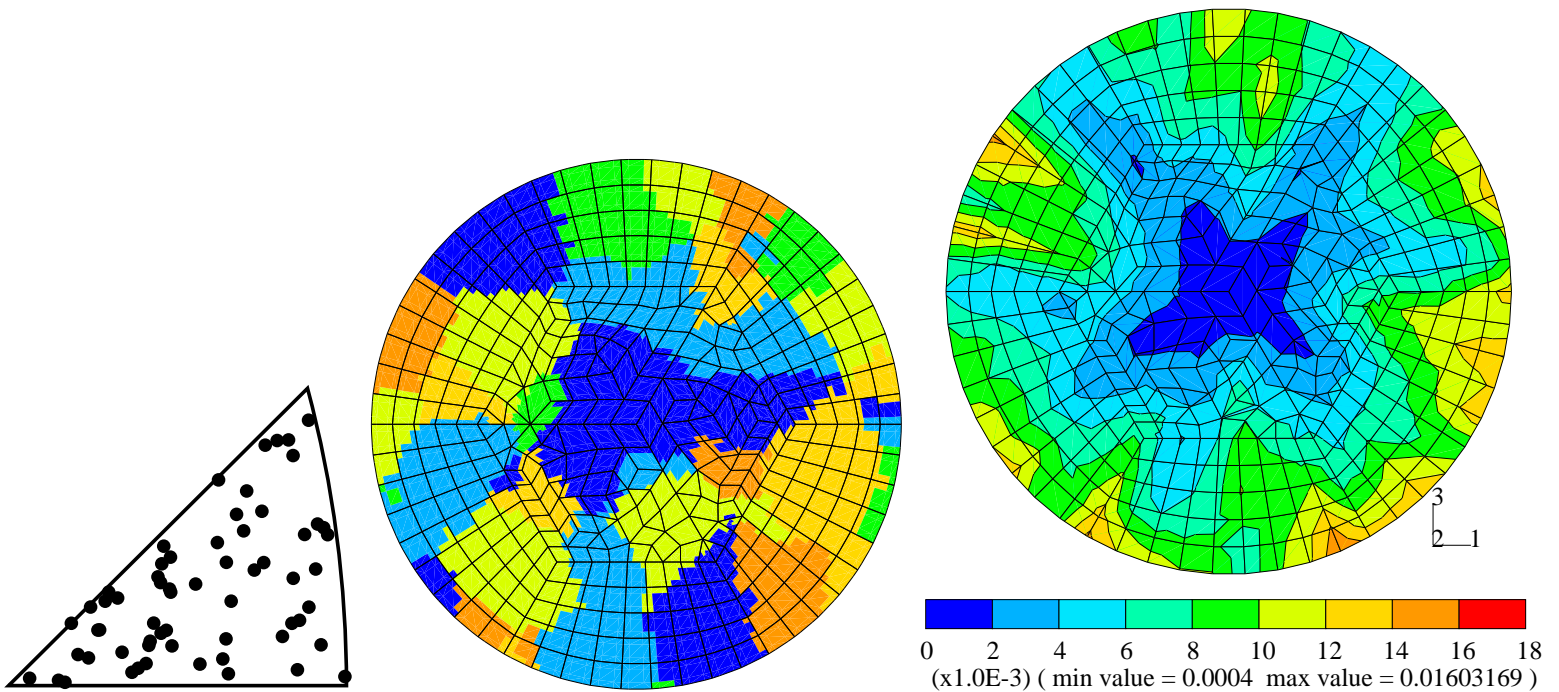 3
2 1
0 2 4 6 8 10 12 14 16 18
(x1.0E-3) ( min value = 0.0004 max value = 0.01603169 )